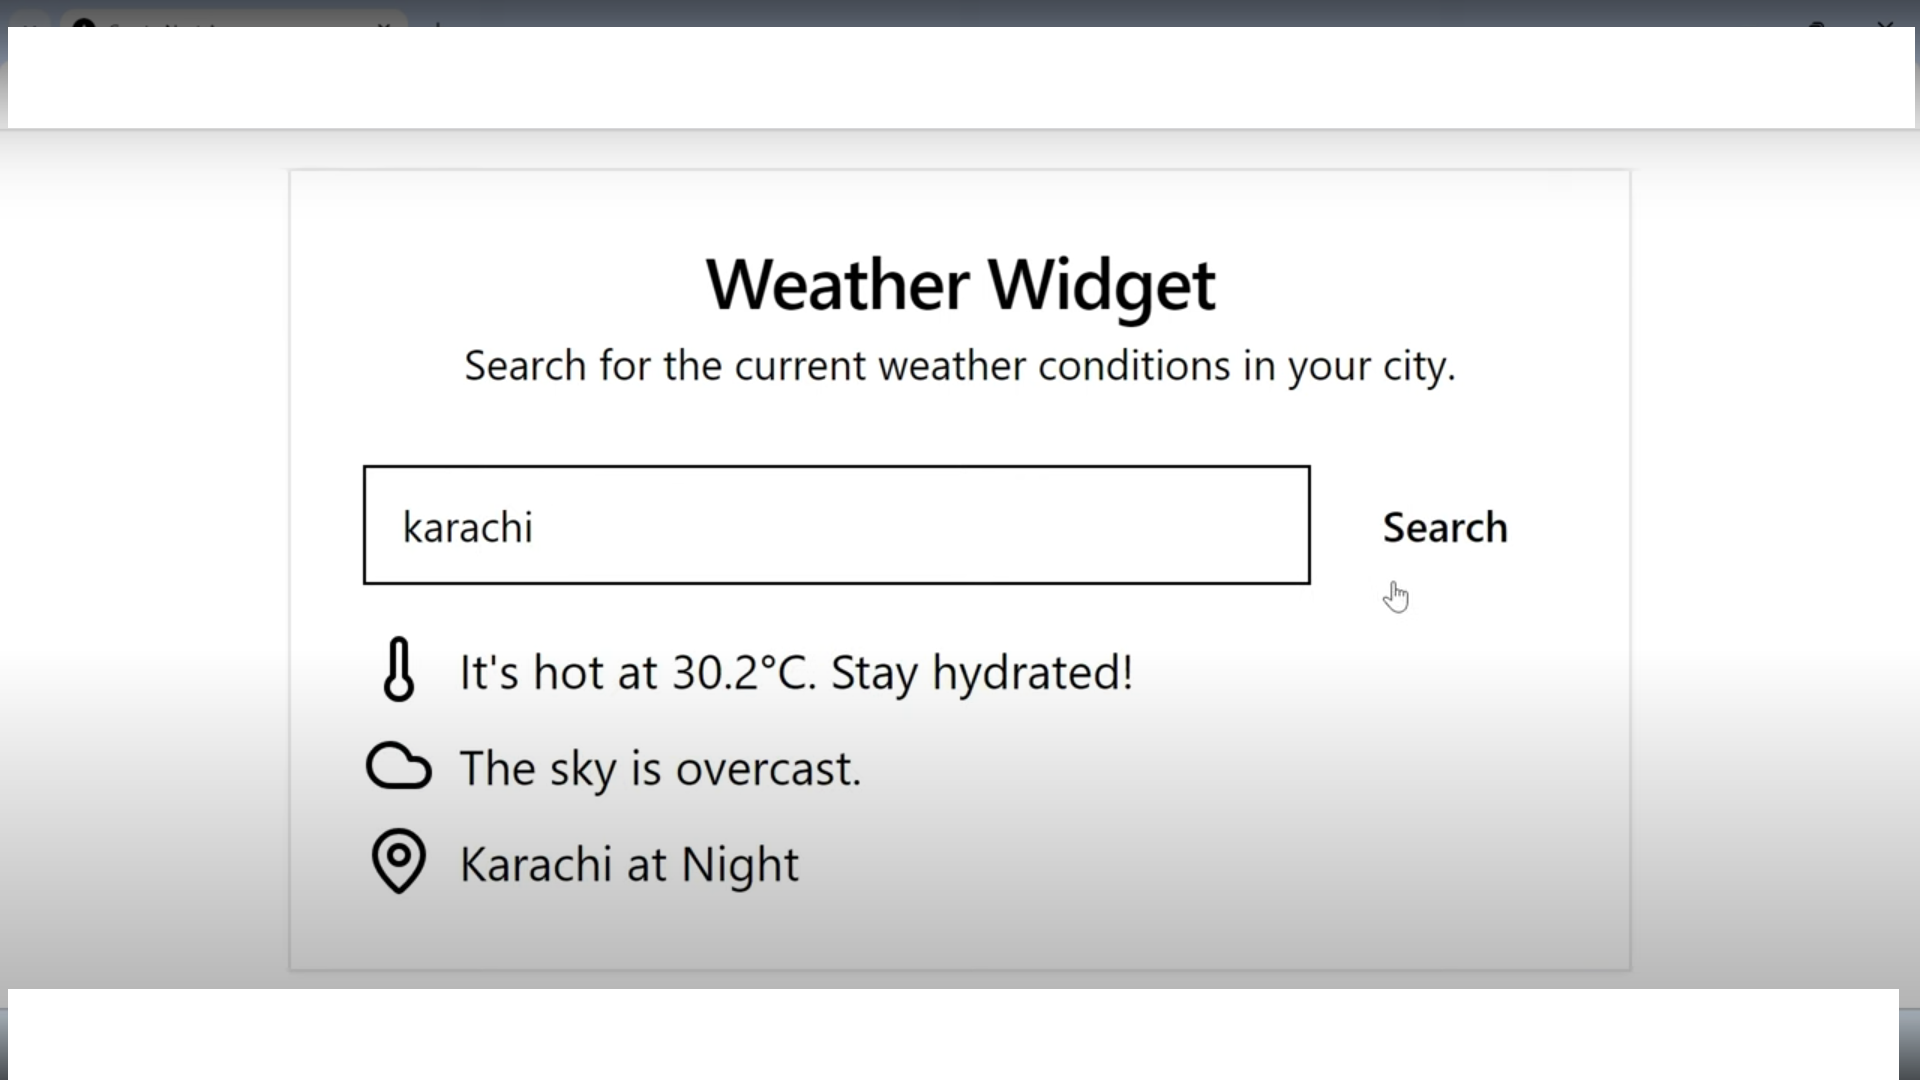 Weather Widget
Search for the current weather conditions in your city.
karachi
Search
It's hot at 30.2°C. Stay hydrated!
The sky is overcast.
Karachi at Night